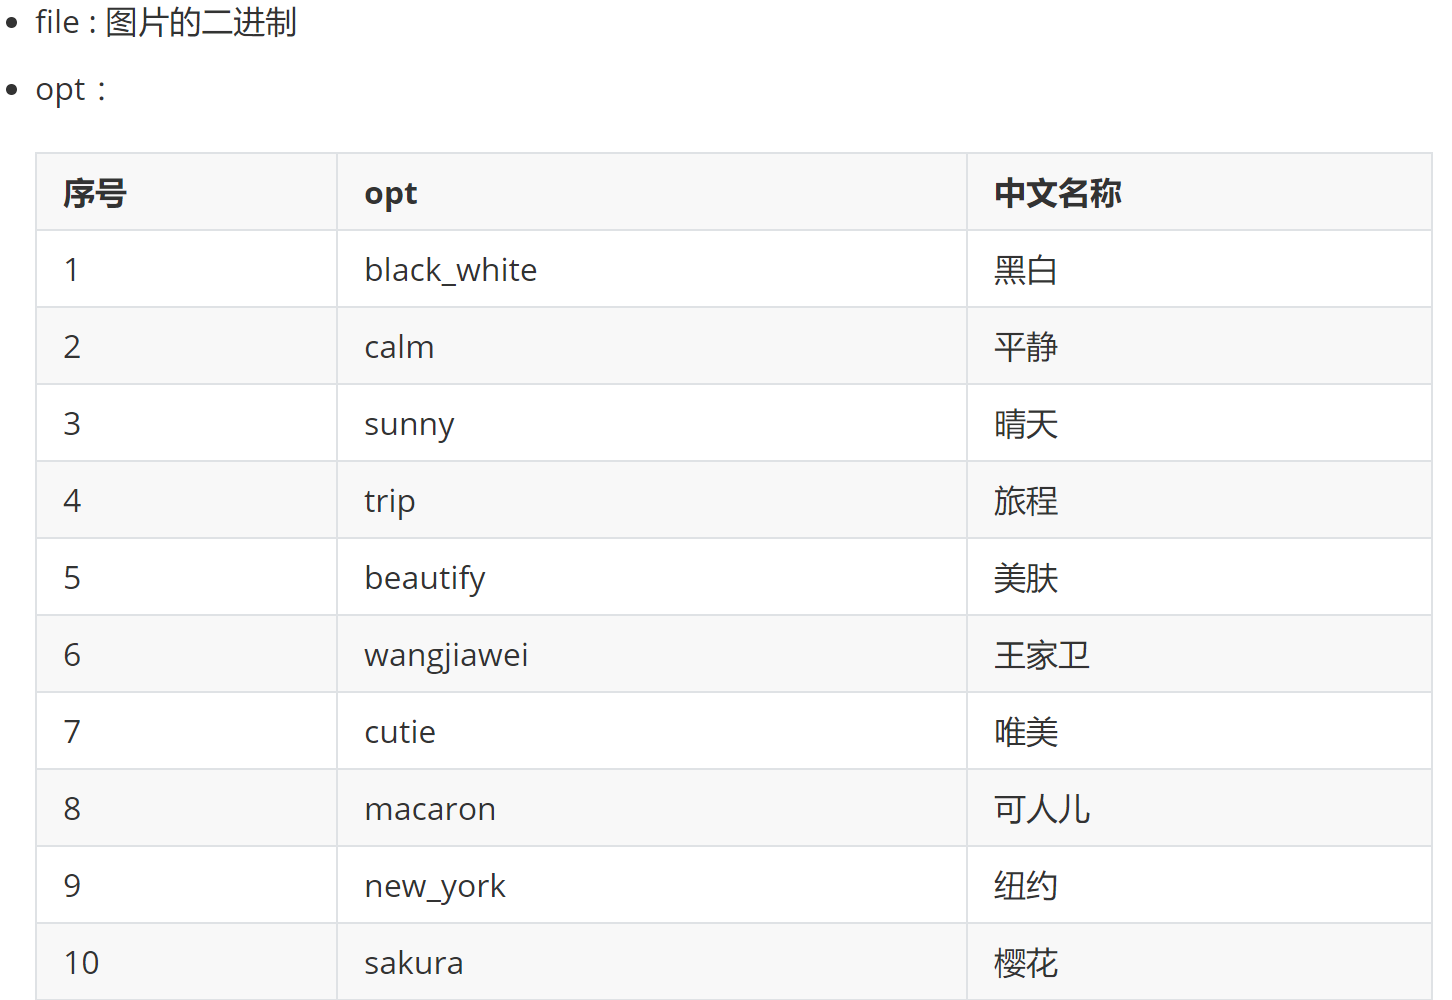 file : 图片的二进制
opt ：
序号 opt 中文名称
1 black_white 黑白
2 calm 平静
3 sunny 晴天
4 trip 旅程
5 beautify 美肤
6 wangjiawei 王家卫
7 cutie 唯美
8 macaron 可人儿
9 new_york 纽约
10 sakura 樱花